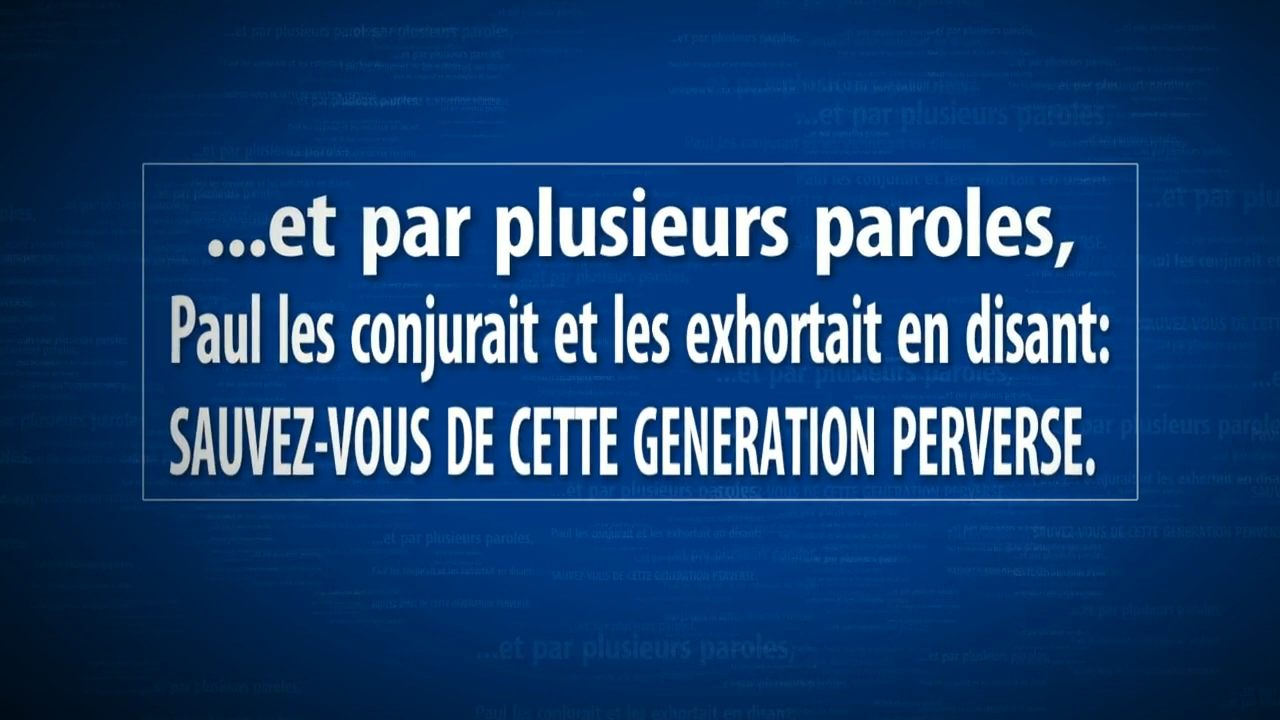 ...et par plusieurs paroles,
Paul les conjurait et les exhortait en disant:
SAUVEZ-VOUS DE CETTE GENERATION PERVERSE.